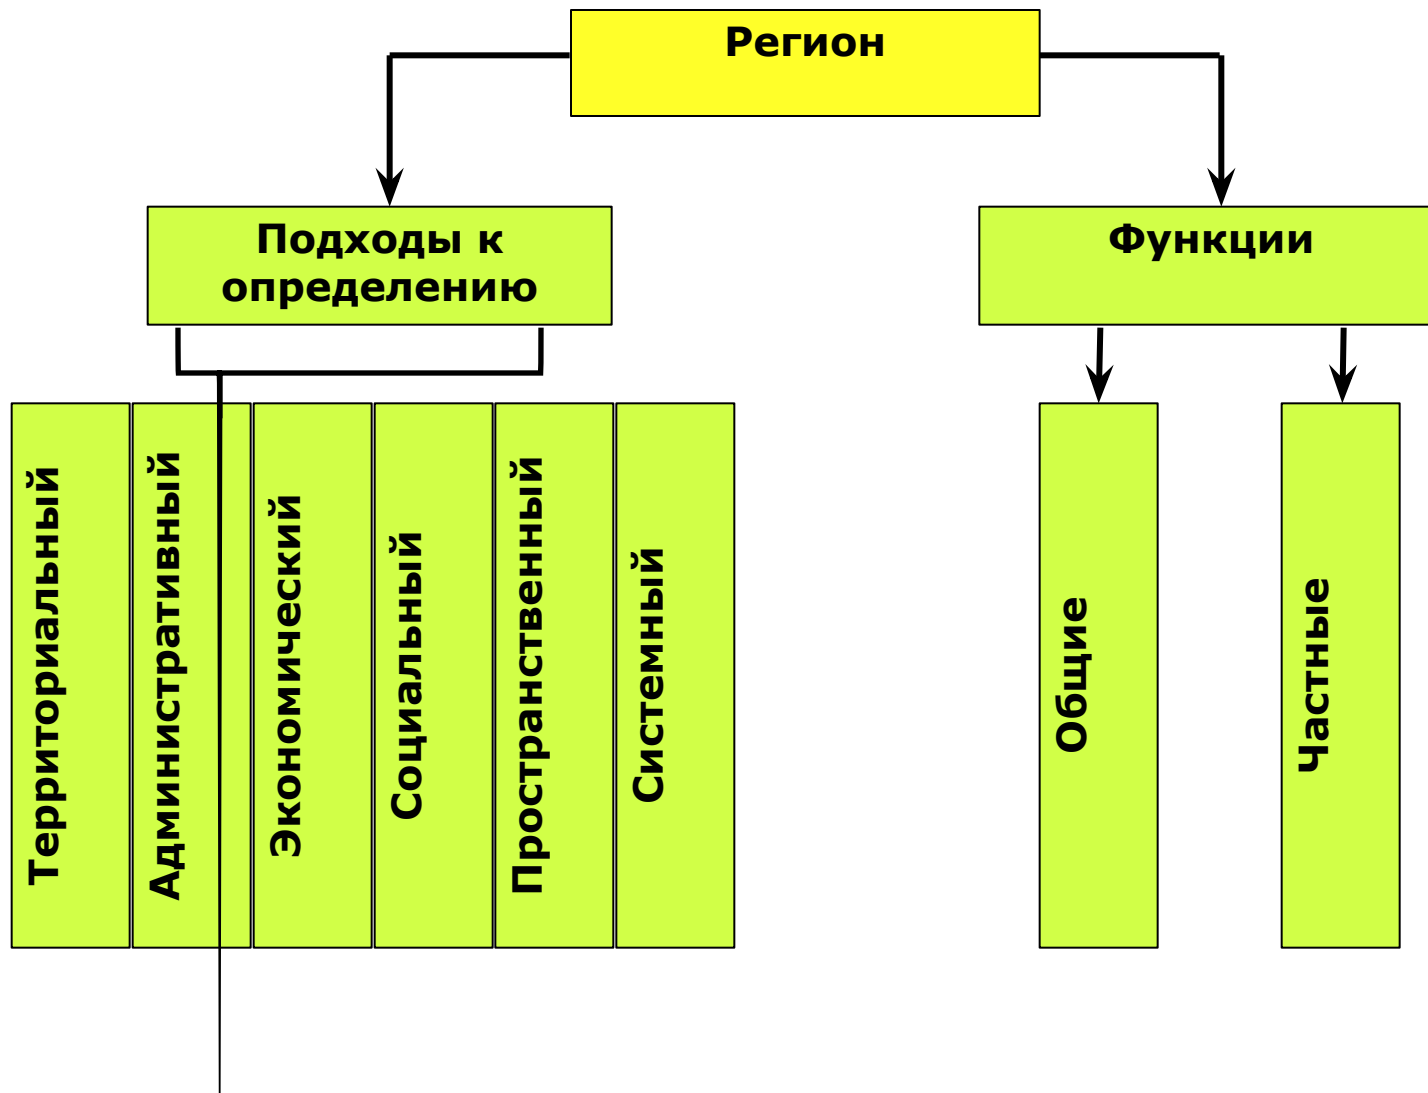 Регион
Подходы к
определению
Функции
Территориальный
Административный
Экономический
Социальный
Пространственный
Системный
Общие
Частные